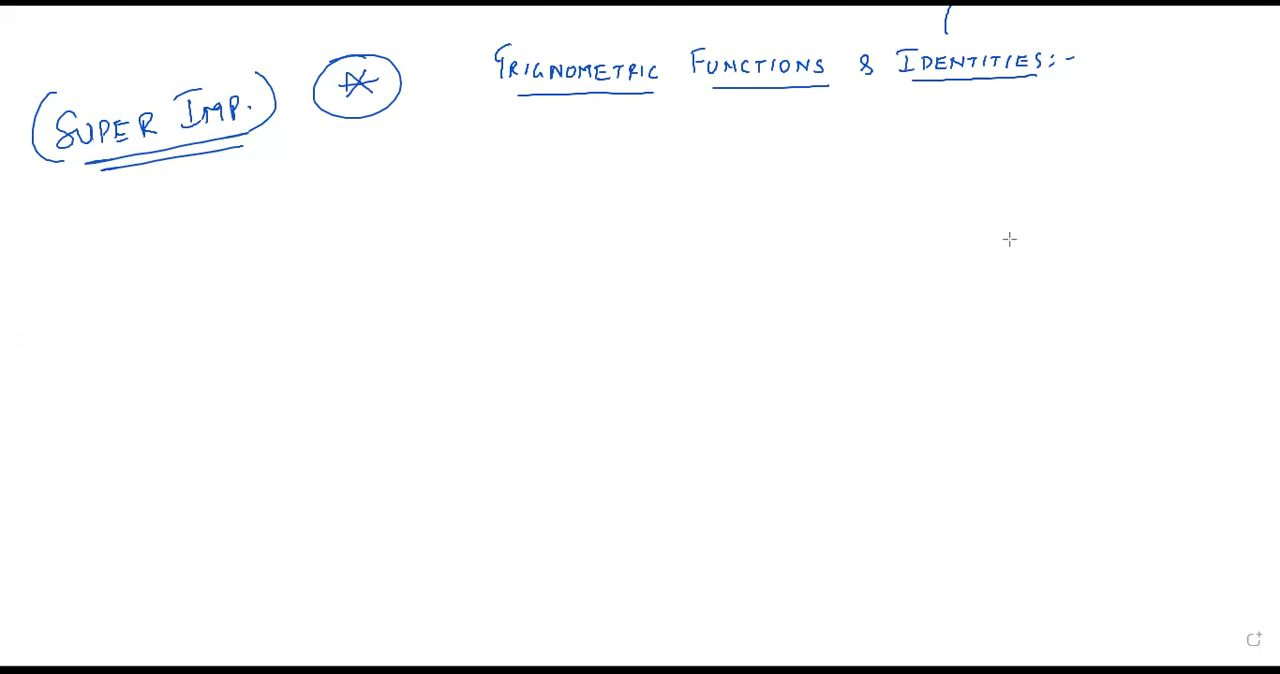 TRIGNOMETRIC FUNCTIONS & IDENTITIES:-
(SUPER IMP.)